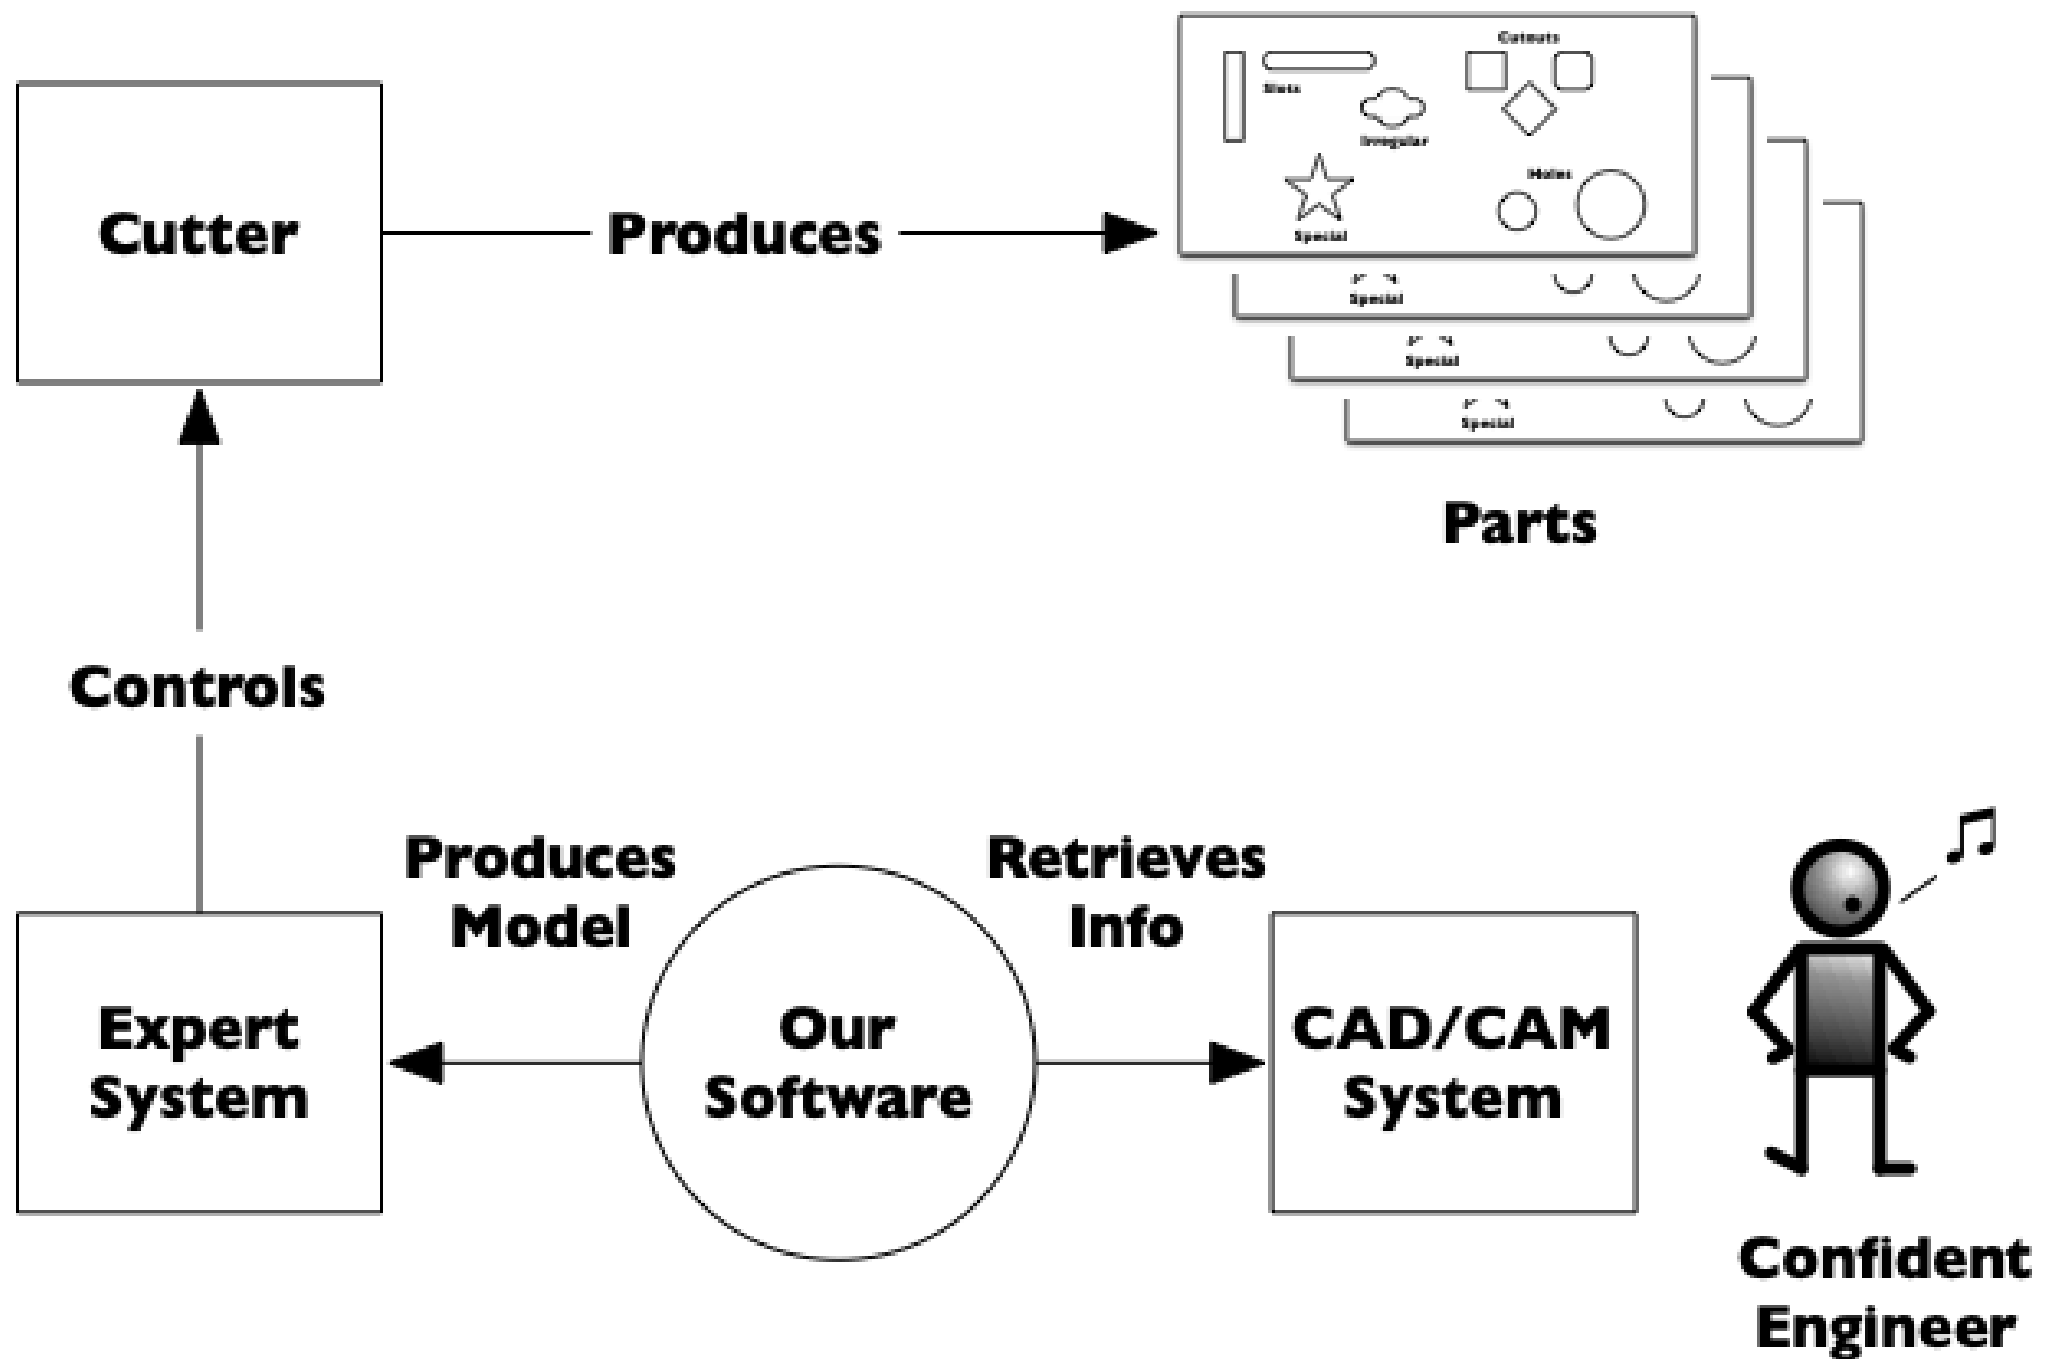 Cutouts
Slots
Irregular
Holes
Special
Cutter
Produces
Special
Special
Special
Parts
Controls
Produces
Model
Retrieves
Info
Expert
System
Our
Software
CAD/CAM
System
Confident
Engineer